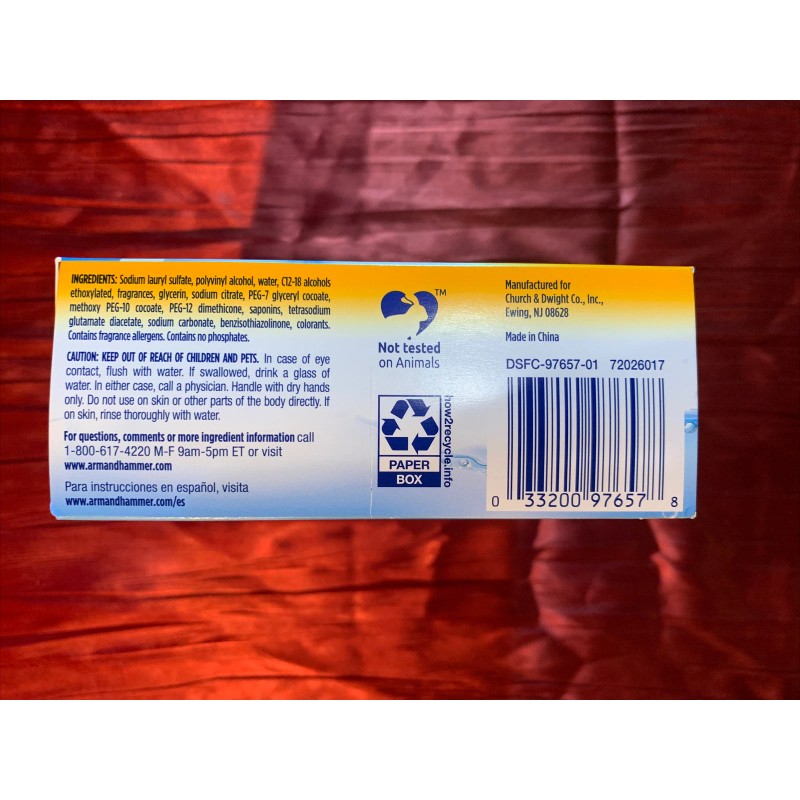 INGREDIENTS: Sodium lauryl sulfate, polyvinyl alcohol, water, C12-18 alcohols
ethoxylated, fragrances, glycerin, sodium citrate, PEG-7 glyceryl cocoate,
methoxy PEG-10 cocoate, PEG-12 dimethicone, saponins, tetrasodium
glutamate diacetate, sodium carbonate, benzisothiazolinone, colorants.
Contains fragrance allergens. Contains no phosphates.
CAUTION: KEEP OUT OF REACH OF CHILDREN AND PETS. In case of eye
contact, flush with water. If swallowed, drink a glass of
water. In either case, call a physician. Handle with dry hands
only. Do not use on skin or other parts of the body directly. If
on skin, rinse thoroughly with water.
For questions, comments or more ingredient information call
1-800-617-4220 M-F 9am-5pm ET or visit
www.armandhammer.com
Para instrucciones en español, visita
www.armandhammer.com/es
TM
Not tested
on Animals
PAPER
BOX
how2recycle.info
Manufactured for
Church & Dwight Co., Inc.,
Ewing, NJ 08628
Made in China
DSFC-97657-01 72026017
0 33200 97657 8